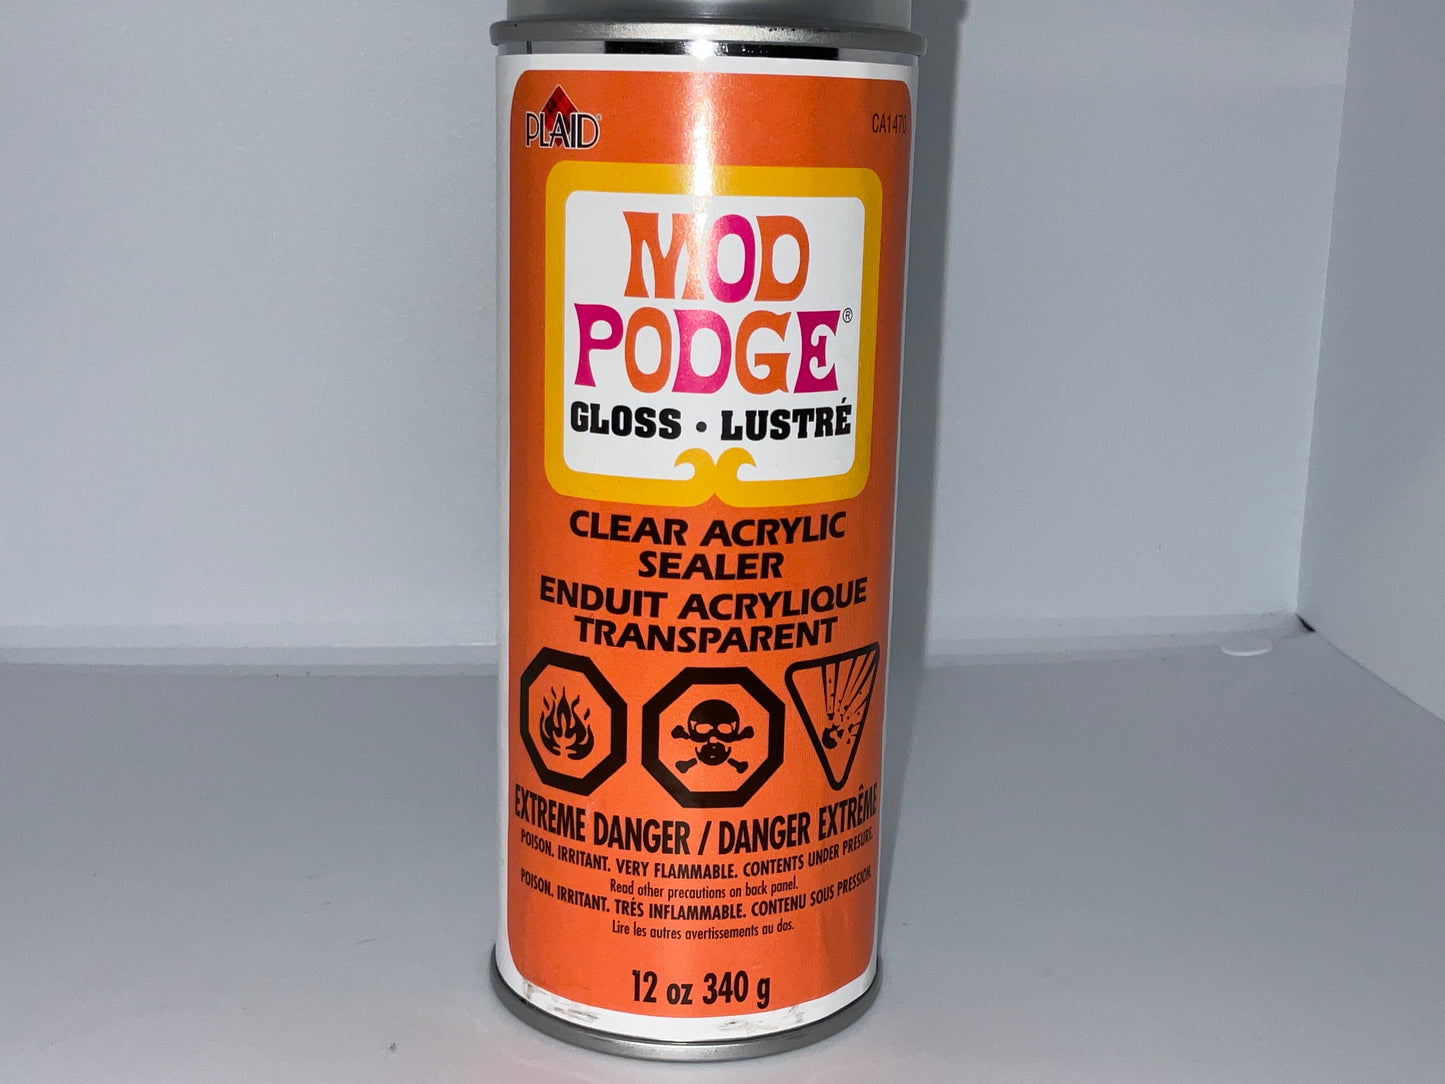 PLAID
CA1470
MOD
PODGE®
GLOSS • LUSTRÉ
CLEAR ACRYLIC
SEALER
ENDUIT ACRYLIQUE
TRANSPARENT
EXTREME DANGER / DANGER EXTRÊME
POISON. IRRITANT. VERY FLAMMABLE. CONTENTS UNDER PRESURE.
Read other precautions on back panel.
POISON. IRRITANT. TRÉS INFLAMMABLE. CONTENU SOUS PRESSION.
Lire les autres avertissements au dos.
12 oz 340 g